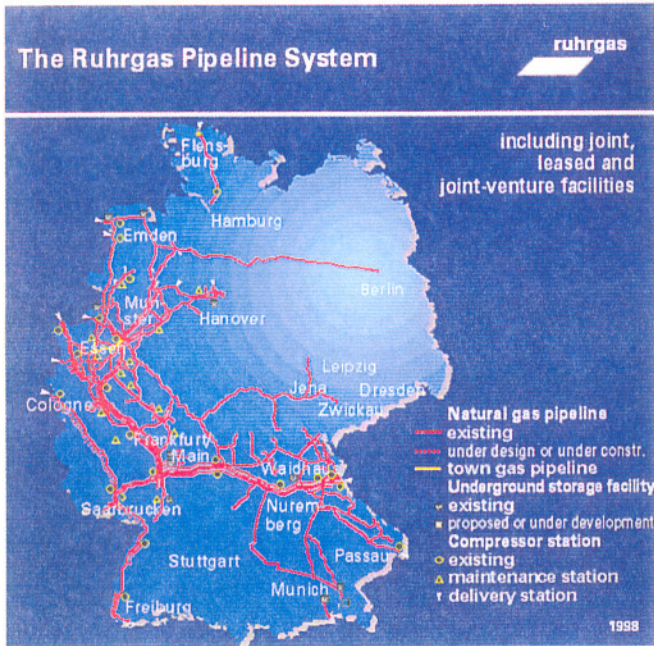 The Ruhrgas Pipeline System
ruhrgas
including joint,
leased and
joint-venture facilities
Flens-
burg
Hamburg
Emden
Berlin
Mun-
ster
Hanover
Essen
Leipzig
Jena
Dresden
Cologne
Zwickau
Frankfurt/
Main
Waidhaus
Saarbrucken
Nurem
berg
Stuttgart
Passau
Munich
Freiburg
Natural gas pipeline
existing
under design or under constr.
town gas pipeline
Underground storage facility
existing
proposed or under development
Compressor station
existing
maintenance station
delivery station
1998